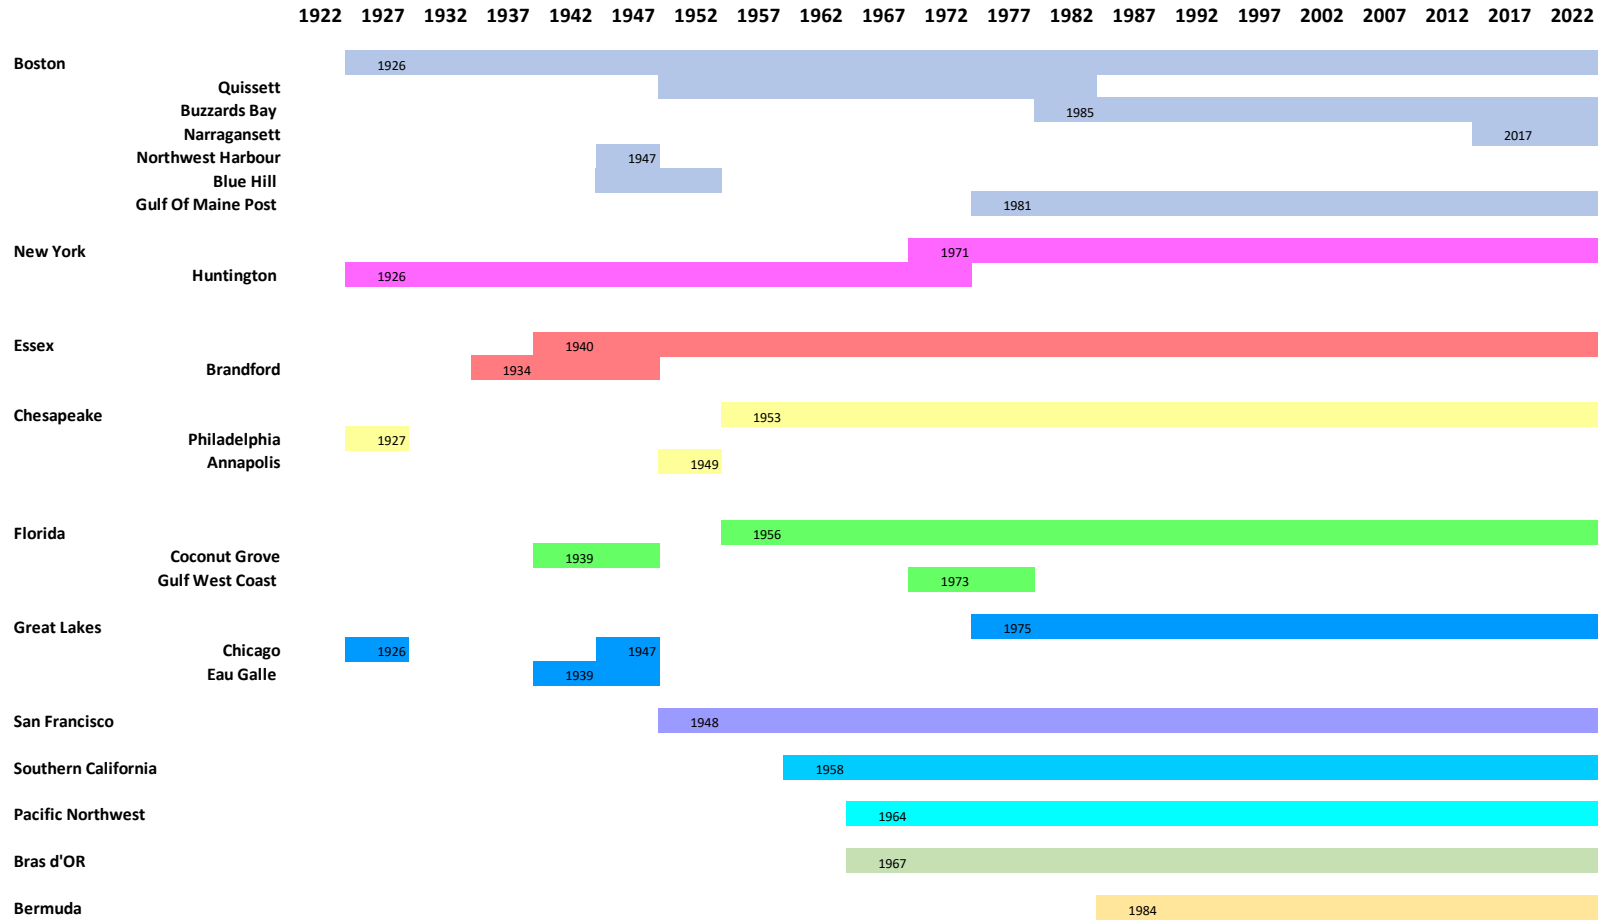 1922 1927 1932 1937 1942 1947 1952 1957 1962 1967 1972 1977 1982 1987 1992 1997 2002 2007 2012 2017 2022
Boston 1926
Quissett
Buzzards Bay 1985
Narragansett 2017
Northwest Harbour 1947
Blue Hill
Gulf Of Maine Post 1981
New York 1971
Huntington 1926
Essex 1940
Brandford 1934
Chesapeake 1953
Philadelphia 1927
Annapolis 1949
Florida 1956
Coconut Grove 1939
Gulf West Coast 1973
Great Lakes 1975
Chicago 1926 1947
Eau Galle 1939
San Francisco 1948
Southern California 1958
Pacific Northwest 1964
Bras d'OR 1967
Bermuda 1984